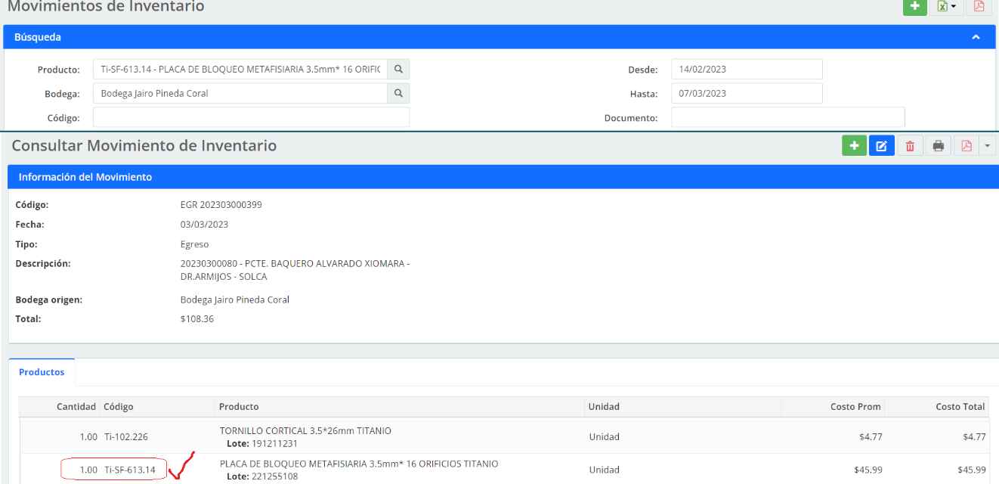 Movimientos de Inventario
Búsqueda
Producto: Ti-SF-613.14 - PLACA DE BLOQUEO METAFISIARIA 3.5mm* 16 ORIFIC Desde: 14/02/2023
Bodega: Bodega Jairo Pineda Coral Hasta: 07/03/2023
Código: Documento:
Consultar Movimiento de Inventario
Información del Movimiento
Código: EGR 202303000399
Fecha: 03/03/2023
Tipo: Egreso
Descripción: 20230300080 - PCTE. BAQUERO ALVARADO XIOMARA -
DR.ARMIJOS - SOLCA
Bodega origen: Bodega Jairo Pineda Coral
Total: $108.36
Productos
Cantidad Código Producto Unidad Costo Prom Costo Total
1.00 Ti-102.226 TORNILLO CORTICAL 3.5*26mm TITANIO Unidad $4.77 $4.77
Lote: 191211231
1.00 Ti-SF-613.14 PLACA DE BLOQUEO METAFISIARIA 3.5mm* 16 ORIFICIOS TITANIO Unidad $45.99 $45.99
Lote: 221255108